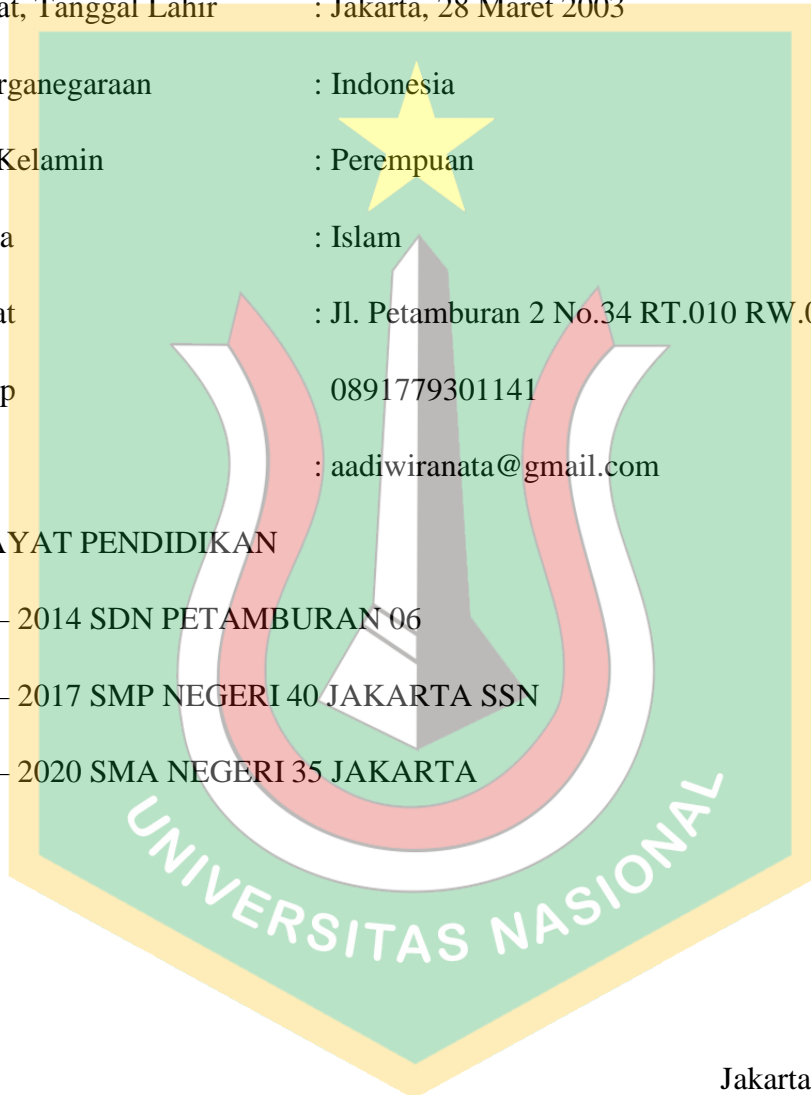 at, Tanggal Lahir : Jakarta, 28 Maret 2003
rganegaraan : Indonesia
Kelamin : Perempuan
a : Islam
at : Jl. Petamburan 2 No.34 RT.010 RW.0
p 0891779301141
: aadiwiranata@gmail.com
AYAT PENDIDIKAN
– 2014 SDN PETAMBURAN 06
– 2017 SMP NEGERI 40 JAKARTA SSN
– 2020 SMA NEGERI 35 JAKARTA
UNIVERSITAS NASIONAL
Jakarta